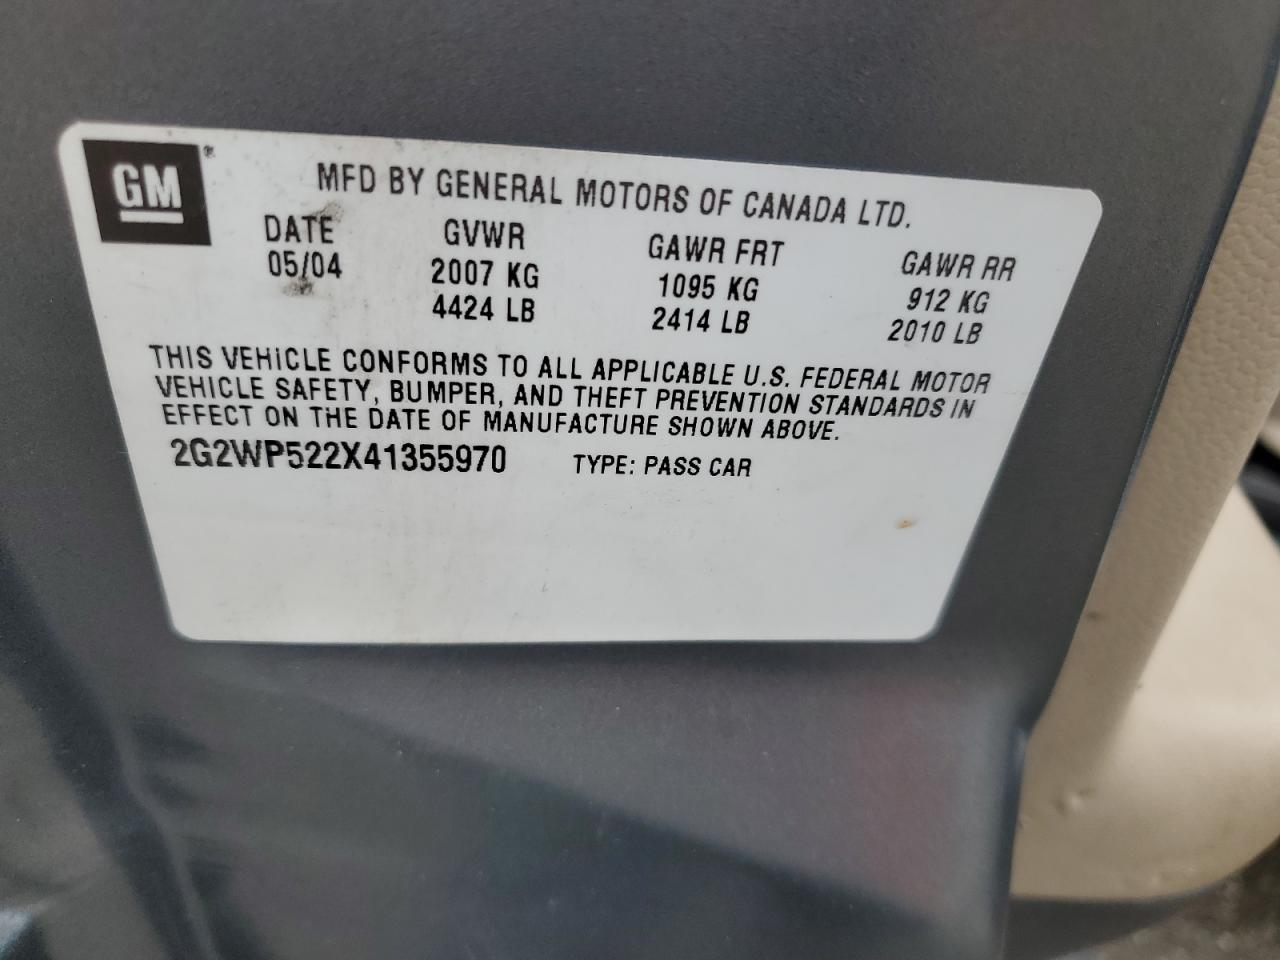 GM
MFD BY GENERAL MOTORS OF CANADA LTD.
DATE GVWR GAWR FRT GAWR RR
05/04 2007 KG 1095 KG 912 KG
4424 LB 2414 LB 2010 LB
THIS VEHICLE CONFORMS TO ALL APPLICABLE U.S. FEDERAL MOTOR
VEHICLE SAFETY, BUMPER, AND THEFT PREVENTION STANDARDS IN
EFFECT ON THE DATE OF MANUFACTURE SHOWN ABOVE.
2G2WP522X41355970 TYPE: PASS CAR